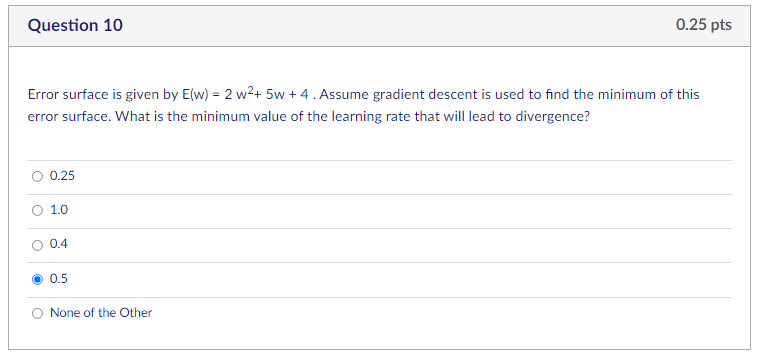 Question 10
0.25 pts
Error surface is given by E(w) = 2 w²+ 5w + 4 . Assume gradient descent is used to find the minimum of this
error surface. What is the minimum value of the learning rate that will lead to divergence?
0.25
1.0
0.4
0.5
None of the Other